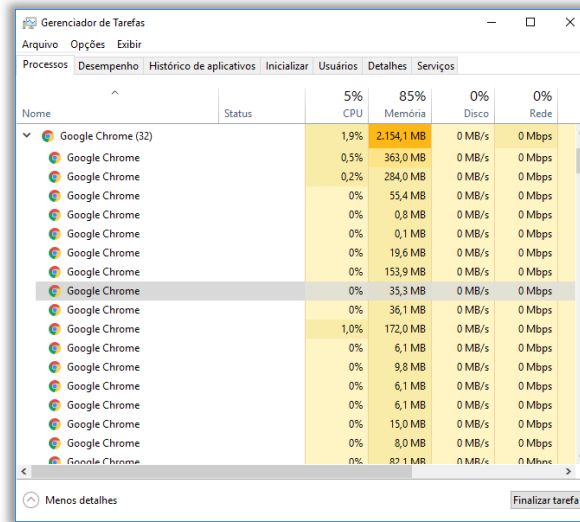 Gerenciador de Tarefas
Arquivo Opções Exibir
Processos Desempenho Histórico de aplicativos Inicializar Usuários Detalhes Serviços
5% 85% 0% 0%
Nome Status CPU Memória Disco Rede
Google Chrome (32) 1,9% 2.154,1 MB 0 MB/s 0 Mbps
Google Chrome 0,5% 363,0 MB 0 MB/s 0 Mbps
Google Chrome 0,2% 284,0 MB 0 MB/s 0 Mbps
Google Chrome 0% 55,4 MB 0 MB/s 0 Mbps
Google Chrome 0% 0,8 MB 0 MB/s 0 Mbps
Google Chrome 0% 0,1 MB 0 MB/s 0 Mbps
Google Chrome 0% 19,6 MB 0 MB/s 0 Mbps
Google Chrome 0% 153,9 MB 0 MB/s 0 Mbps
Google Chrome 0% 35,3 MB 0 MB/s 0 Mbps
Google Chrome 0% 36,1 MB 0 MB/s 0 Mbps
Google Chrome 1,0% 172,0 MB 0 MB/s 0 Mbps
Google Chrome 0% 6,1 MB 0 MB/s 0 Mbps
Google Chrome 0% 9,8 MB 0 MB/s 0 Mbps
Google Chrome 0% 6,1 MB 0 MB/s 0 Mbps
Google Chrome 0% 6,1 MB 0 MB/s 0 Mbps
Google Chrome 0% 15,0 MB 0 MB/s 0 Mbps
Google Chrome 0% 8,0 MB 0 MB/s 0 Mbps
Google Chrome 0% 82,1 MB 0 MB/s 0 Mbps
Menos detalhes Finalizar tarefa